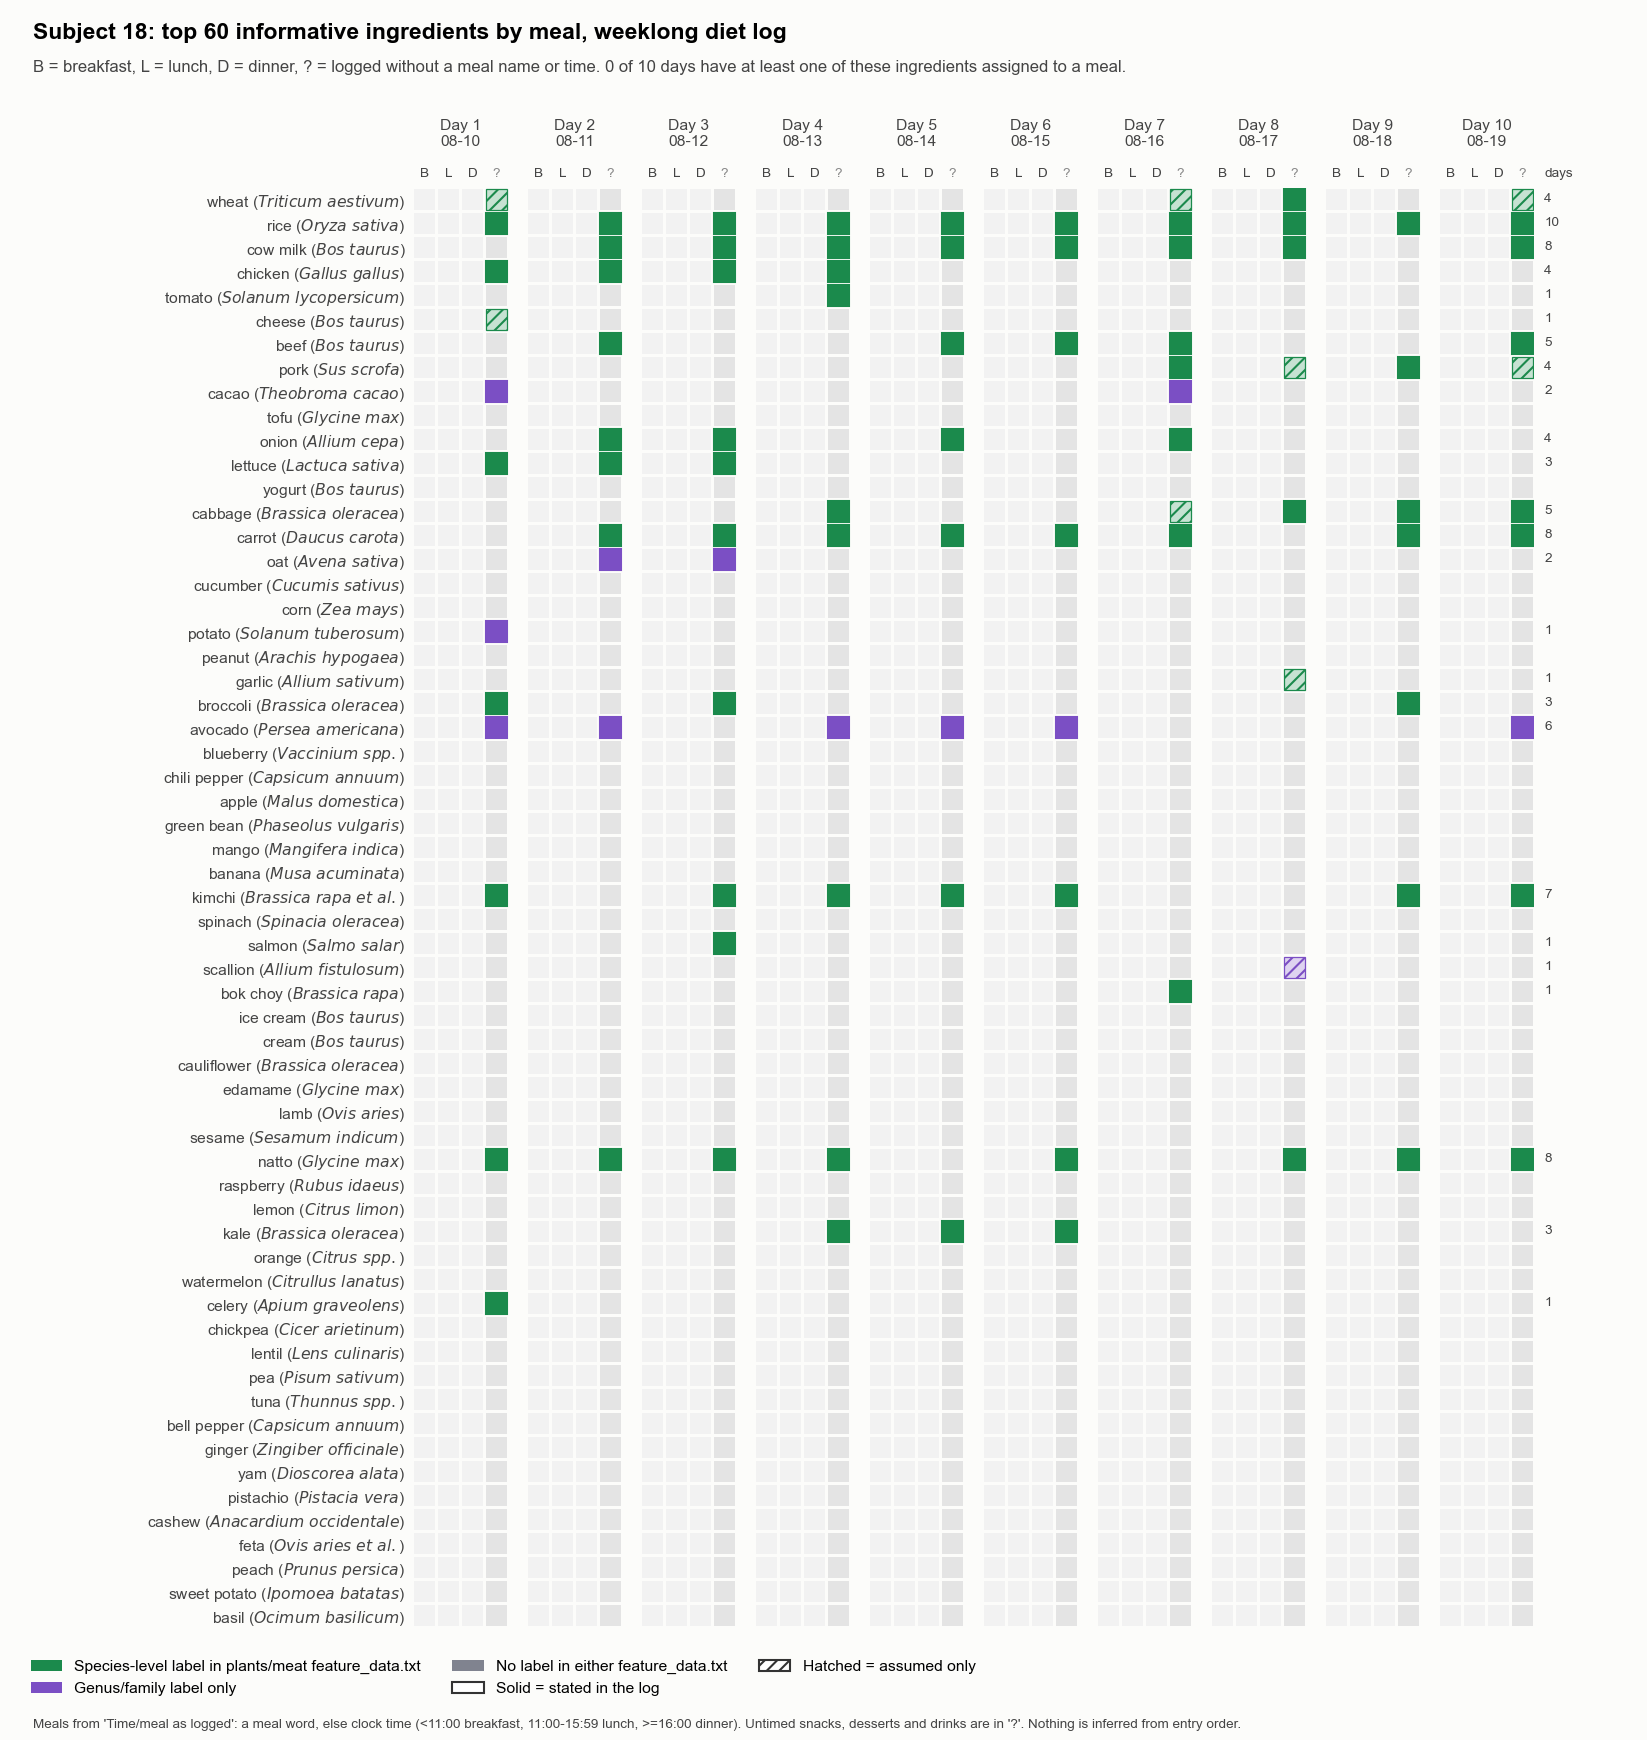 Subject 18: top 60 informative ingredients by meal, weeklong diet log
B = breakfast, L = lunch, D = dinner, ? = logged without a meal name or time. 0 of 10 days have at least one of these ingredients assigned to a meal.
Day 1 Day 2 Day 3 Day 4 Day 5 Day 6 Day 7 Day 8 Day 9 Day 10
08-10 08-11 08-12 08-13 08-14 08-15 08-16 08-17 08-18 08-19
B L D ? B L D ? B L D ? B L D ? B L D ? B L D ? B L D ? B L D ? B L D ? B L D ? days
wheat (Triticum aestivum) 4
rice (Oryza sativa) 10
cow milk (Bos taurus) 8
chicken (Gallus gallus) 4
tomato (Solanum lycopersicum) 1
cheese (Bos taurus) 1
beef (Bos taurus) 5
pork (Sus scrofa) 4
cacao (Theobroma cacao) 2
tofu (Glycine max)
onion (Allium cepa) 4
lettuce (Lactuca sativa) 3
yogurt (Bos taurus)
cabbage (Brassica oleracea) 5
carrot (Daucus carota) 8
oat (Avena sativa) 2
cucumber (Cucumis sativus)
corn (Zea mays)
potato (Solanum tuberosum) 1
peanut (Arachis hypogaea)
garlic (Allium sativum) 1
broccoli (Brassica oleracea) 3
avocado (Persea americana) 6
blueberry (Vaccinium spp. )
chili pepper (Capsicum annuum)
apple (Malus domestica)
green bean (Phaseolus vulgaris)
mango (Mangifera indica)
banana (Musa acuminata)
kimchi (Brassica rapa et al. ) 7
spinach (Spinacia oleracea)
salmon (Salmo salar) 1
scallion (Allium fistulosum) 1
bok choy (Brassica rapa) 1
ice cream (Bos taurus)
cream (Bos taurus)
cauliflower (Brassica oleracea)
edamame (Glycine max)
lamb (Ovis aries)
sesame (Sesamum indicum)
natto (Glycine max) 8
raspberry (Rubus idaeus)
lemon (Citrus limon)
kale (Brassica oleracea) 3
orange (Citrus spp. )
watermelon (Citrullus lanatus)
celery (Apium graveolens) 1
chickpea (Cicer arietinum)
lentil (Lens culinaris)
pea (Pisum sativum)
tuna (Thunnus spp. )
bell pepper (Capsicum annuum)
ginger (Zingiber officinale)
yam (Dioscorea alata)
pistachio (Pistacia vera)
cashew (Anacardium occidentale)
feta (Ovis aries et al. )
peach (Prunus persica)
sweet potato (Ipomoea batatas)
basil (Ocimum basilicum)
Species-level label in plants/meat feature_data.txt No label in either feature_data.txt Hatched = assumed only
Genus/family label only Solid = stated in the log
Meals from 'Time/meal as logged': a meal word, else clock time (<11:00 breakfast, 11:00-15:59 lunch, >=16:00 dinner). Untimed snacks, desserts and drinks are in '?'. Nothing is inferred from entry order.